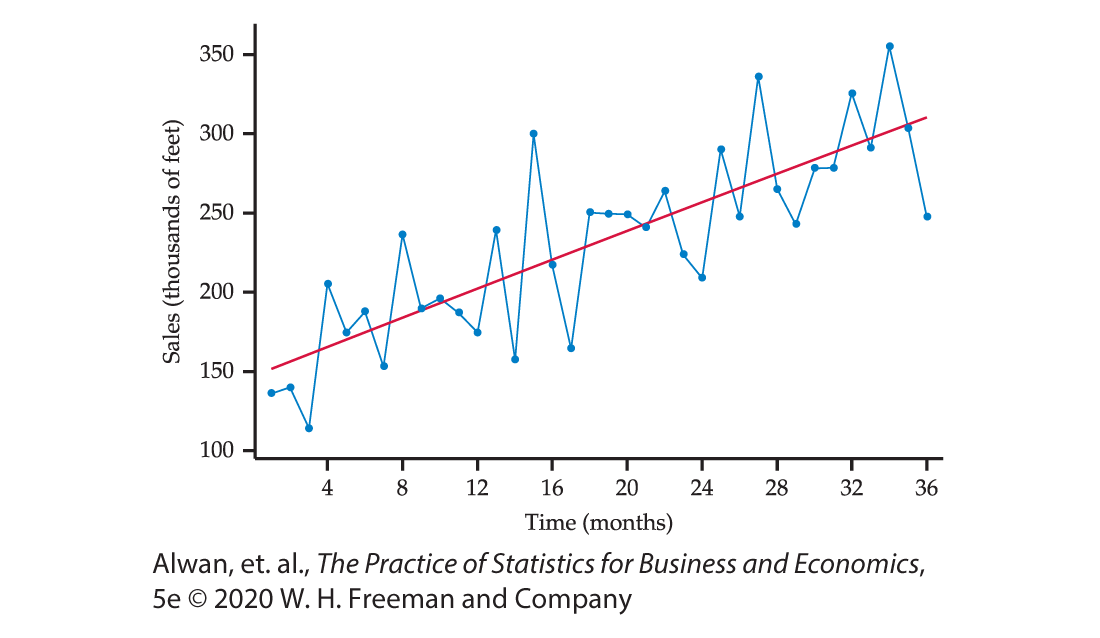 350
300
250
200
150
100
Sales (thousands of feet)
4 8 12 16 20 24 28 32 36
Time (months)
Alwan, et. al., The Practice of Statistics for Business and Economics,
5e © 2020 W. H. Freeman and Company